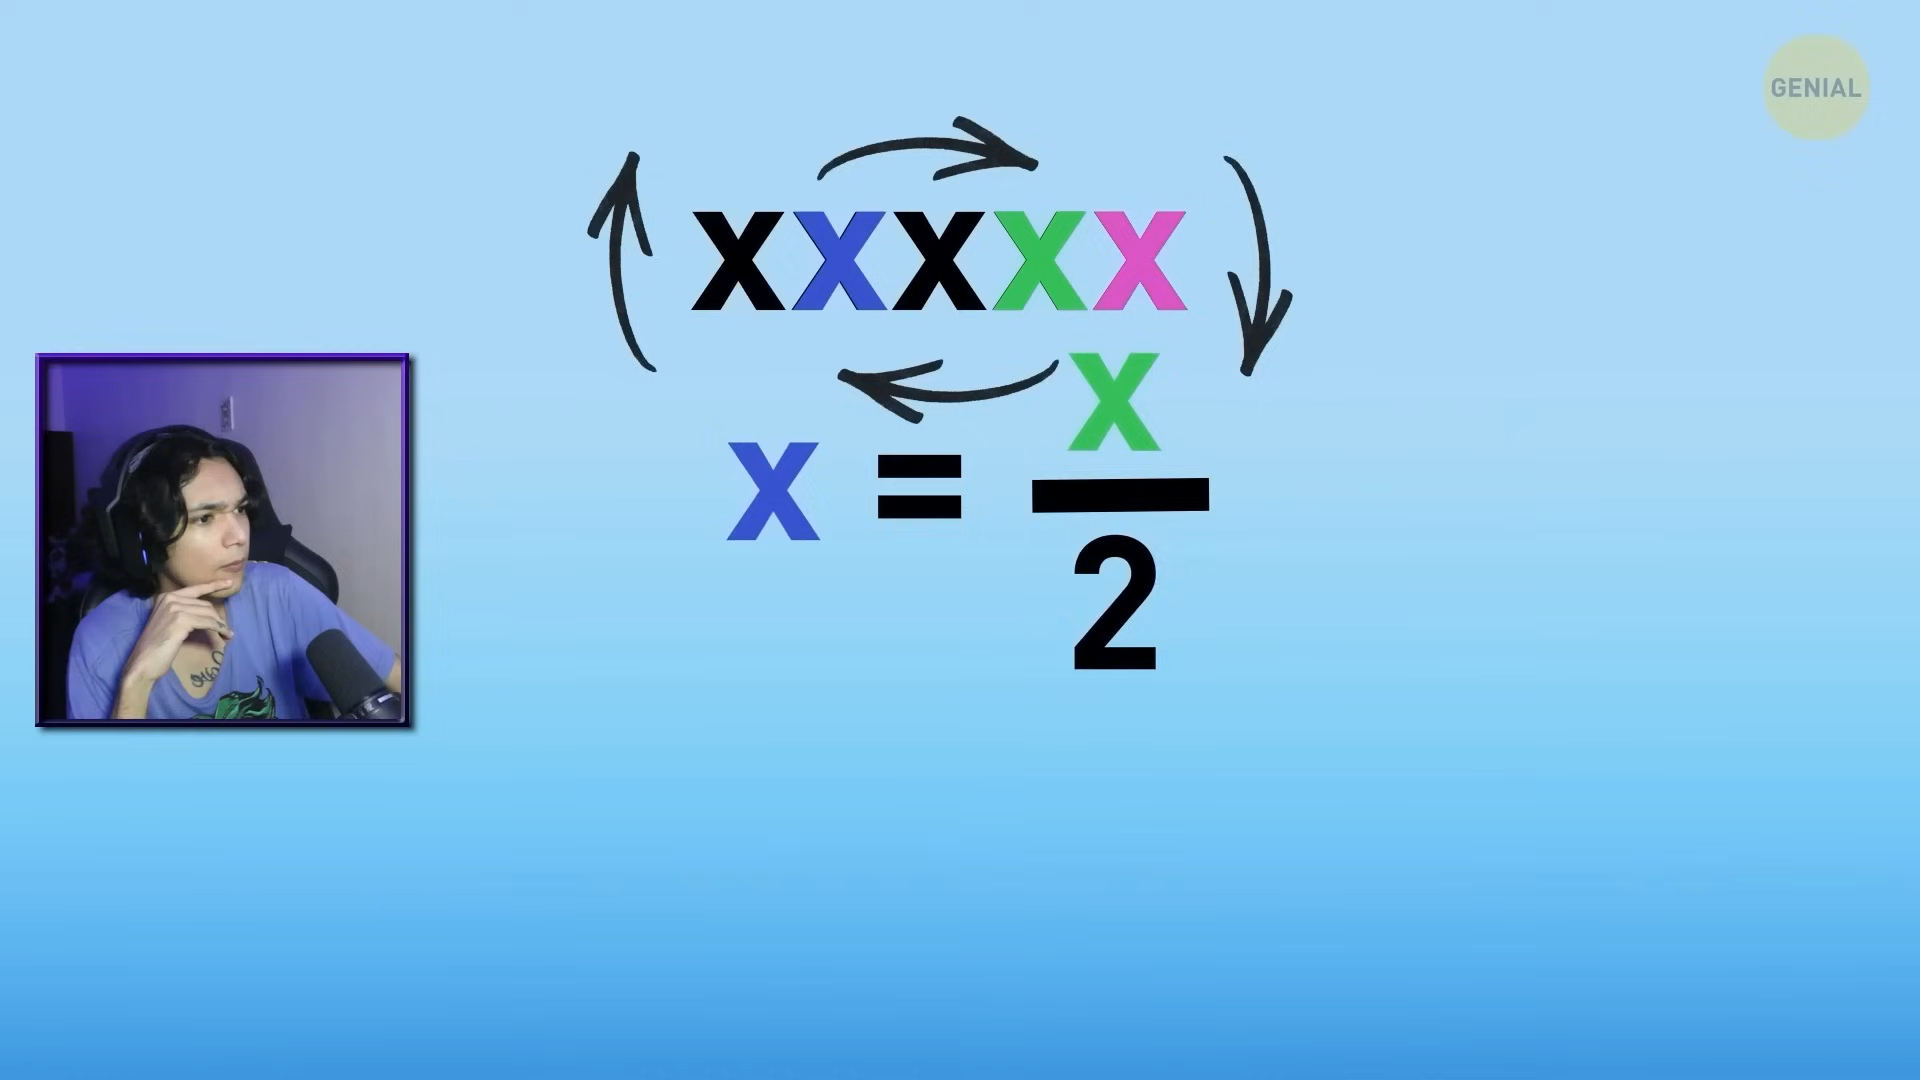 GENIAL
xxxxx
x = x
2